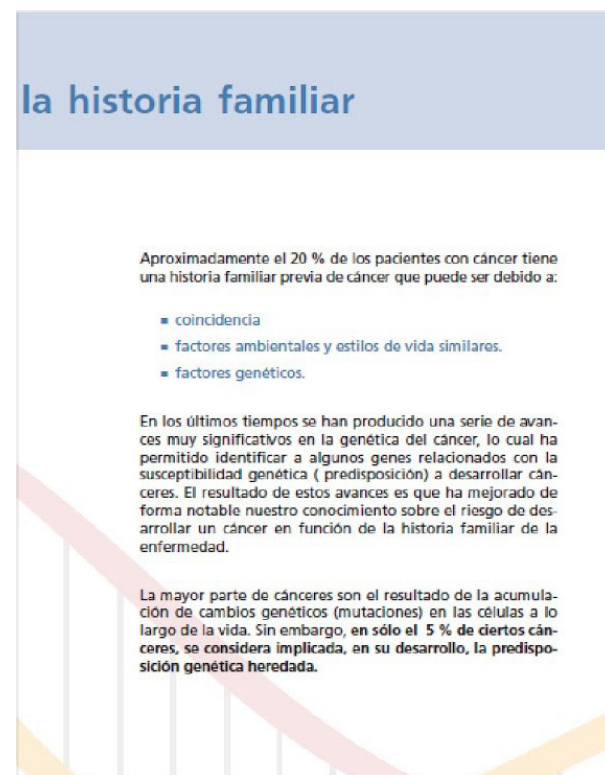 la historia familiar
Aproximadamente el 20 % de los pacientes con cáncer tiene
una historia familiar previa de cáncer que puede ser debido a:
▪ coincidencia
▪ factores ambientales y estilos de vida similares.
▪ factores genéticos.
En los últimos tiempos se han producido una serie de avan-
ces muy significativos en la genética del cáncer, lo cual ha
permitido identificar a algunos genes relacionados con la
susceptibilidad genética ( predisposición) a desarrollar cán-
ceres. El resultado de estos avances es que ha mejorado de
forma notable nuestro conocimiento sobre el riesgo de des-
arrollar un cáncer en función de la historia familiar de la
enfermedad.
La mayor parte de cánceres son el resultado de la acumula-
ción de cambios genéticos (mutaciones) en las células a lo
largo de la vida. Sin embargo, en sólo el 5 % de ciertos cán-
ceres, se considera implicada, en su desarrollo, la predispo-
sición genética heredada.